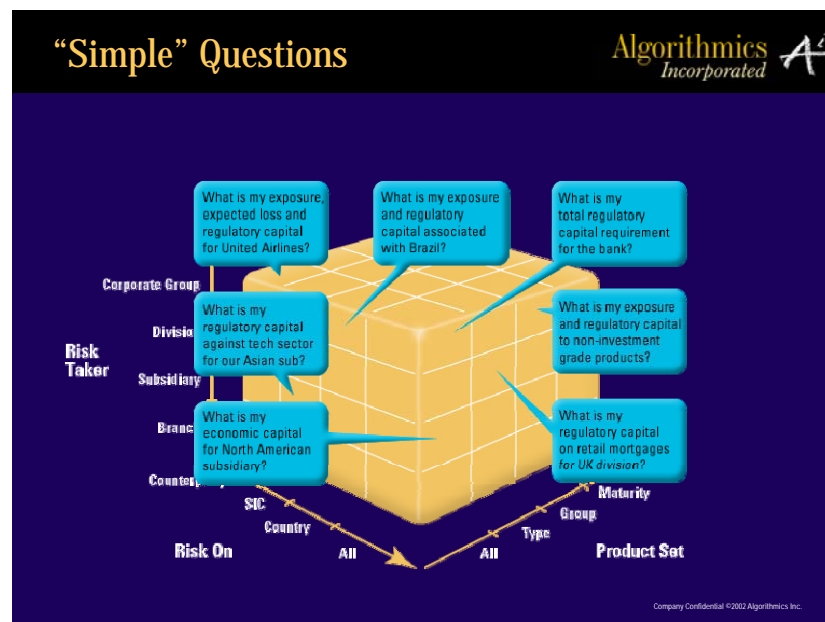 “Simple” Questions
Algorithmics
Incorporated
What is my exposure,
expected loss and
regulatory capital
for United Airlines?
What is my exposure
and regulatory
capital associated
with Brazil?
What is my
total regulatory
capital requirement
for the bank?
Corporate Group
What is my
regulatory capital
against tech sector
for our Asian sub?
What is my exposure
and regulatory capital
to non-investment
grade products?
Risk
Taker
Subsidiary
What is my
economic capital
for North American
subsidiary?
What is my
regulatory capital
on retail mortgages
for UK division?
SIC
Country
All
Risk On
All
Type
Group
Maturity
Product Set
Company Confidential ©2002 Algorithmics Inc.